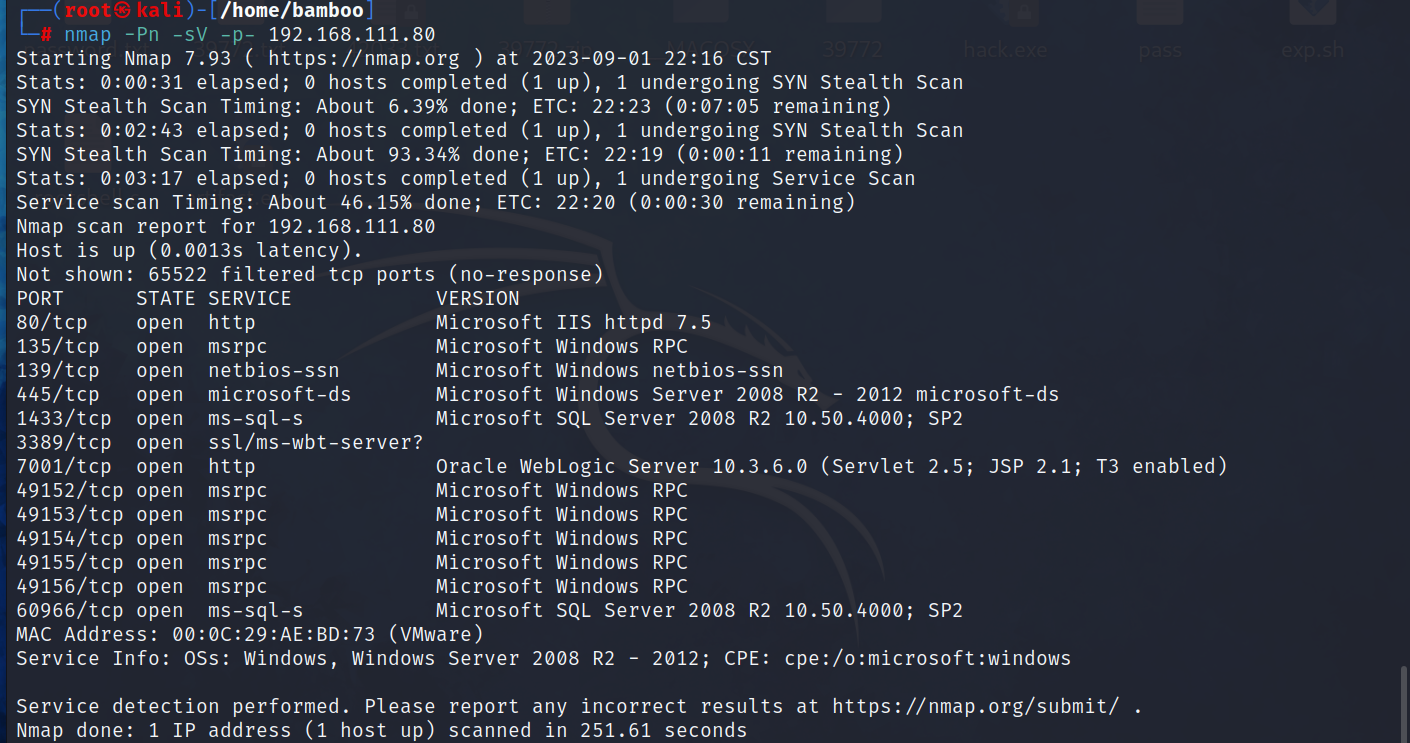 ┌──(root㉿kali)-[/home/bamboo]
└─# nmap -Pn -sV -p- 192.168.111.80
Starting Nmap 7.93 ( https://nmap.org ) at 2023-09-01 22:16 CST
Stats: 0:00:31 elapsed; 0 hosts completed (1 up), 1 undergoing SYN Stealth Scan
SYN Stealth Scan Timing: About 6.39% done; ETC: 22:23 (0:07:05 remaining)
Stats: 0:02:43 elapsed; 0 hosts completed (1 up), 1 undergoing SYN Stealth Scan
SYN Stealth Scan Timing: About 93.34% done; ETC: 22:19 (0:00:11 remaining)
Stats: 0:03:17 elapsed; 0 hosts completed (1 up), 1 undergoing Service Scan
Service scan Timing: About 46.15% done; ETC: 22:20 (0:00:30 remaining)
Nmap scan report for 192.168.111.80
Host is up (0.0013s latency).
Not shown: 65522 filtered tcp ports (no-response)
PORT      STATE SERVICE            VERSION
80/tcp    open  http               Microsoft IIS httpd 7.5
135/tcp   open  msrpc              Microsoft Windows RPC
139/tcp   open  netbios-ssn        Microsoft Windows netbios-ssn
445/tcp   open  microsoft-ds       Microsoft Windows Server 2008 R2 - 2012 microsoft-ds
1433/tcp  open  ms-sql-s           Microsoft SQL Server 2008 R2 10.50.4000; SP2
3389/tcp  open  ssl/ms-wbt-server?
7001/tcp  open  http               Oracle WebLogic Server 10.3.6.0 (Servlet 2.5; JSP 2.1; T3 enabled)
49152/tcp open  msrpc              Microsoft Windows RPC
49153/tcp open  msrpc              Microsoft Windows RPC
49154/tcp open  msrpc              Microsoft Windows RPC
49155/tcp open  msrpc              Microsoft Windows RPC
49156/tcp open  msrpc              Microsoft Windows RPC
60966/tcp open  ms-sql-s           Microsoft SQL Server 2008 R2 10.50.4000; SP2
MAC Address: 00:0C:29:AE:BD:73 (VMware)
Service Info: OSs: Windows, Windows Server 2008 R2 - 2012; CPE: cpe:/o:microsoft:windows
Service detection performed. Please report any incorrect results at https://nmap.org/submit/ .
Nmap done: 1 IP address (1 host up) scanned in 251.61 seconds
39772 hack.exe pass exp.sh